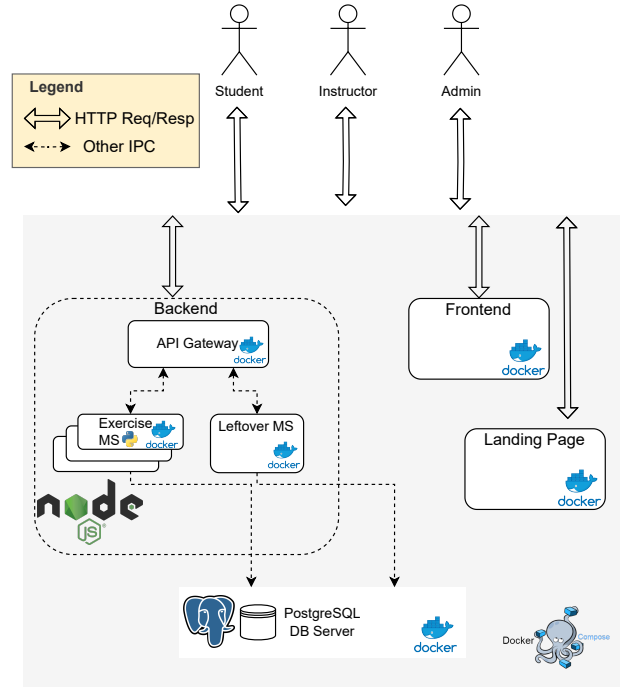 Student
Instructor
Admin
Legend
HTTP Req/Resp
Other IPC
Backend
API Gateway
docker
Exercise
MS
docker
Leftover MS
docker
node
JS
Frontend
docker
Landing Page
docker
PostgreSQL
DB Server
docker
Docker
Compose